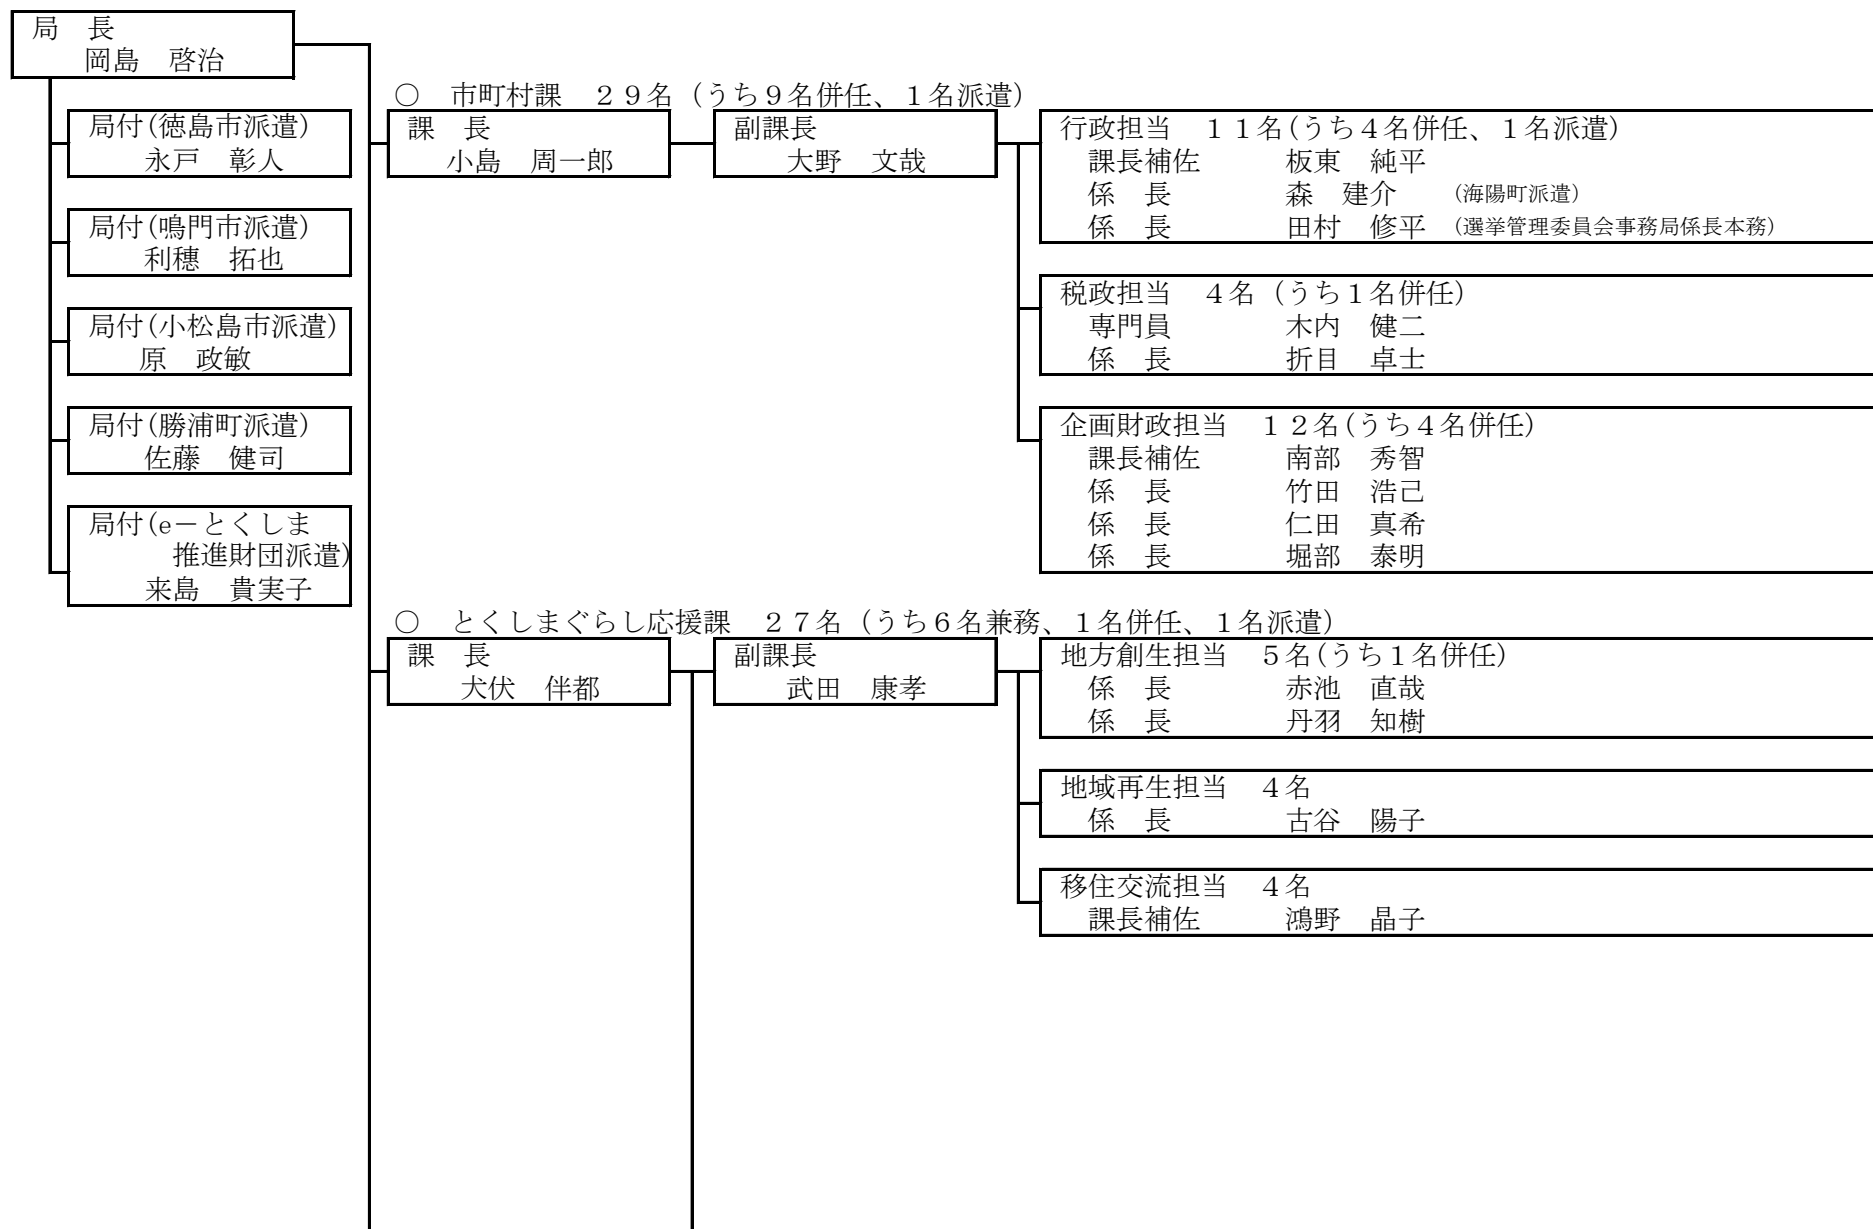 局　長
岡島　啓治
局付(徳島市派遣)
永戸　彰人
局付(鳴門市派遣)
利穂　拓也
局付(小松島市派遣)
原　政敏
局付(勝浦町派遣)
佐藤　健司
局付(e－とくしま
推進財団派遣)
来島　貴実子
○　市町村課　２９名（うち９名併任、１名派遣）
課　長
小島　周一郎
副課長
大野　文哉
行政担当　１１名(うち４名併任、１名派遣)
課長補佐　　　板東　純平
係　長　　　　森　建介　　(海陽町派遣)
係　長　　　　田村　修平　(選挙管理委員会事務局係長本務)
税政担当　４名（うち１名併任）
専門員　　　　木内　健二
係　長　　　　折目　卓士
企画財政担当　１２名(うち４名併任)
課長補佐　　　南部　秀智
係　長　　　　竹田　浩己
係　長　　　　仁田　真希
係　長　　　　堀部　泰明
○　とくしまぐらし応援課　２７名（うち６名兼務、１名併任、１名派遣）
課　長
犬伏　伴都
副課長
武田　康孝
地方創生担当　５名(うち１名併任)
係　長　　　　赤池　直哉
係　長　　　　丹羽　知樹
地域再生担当　４名
係　長　　　　古谷　陽子
移住交流担当　４名
課長補佐　　　鴻野　晶子